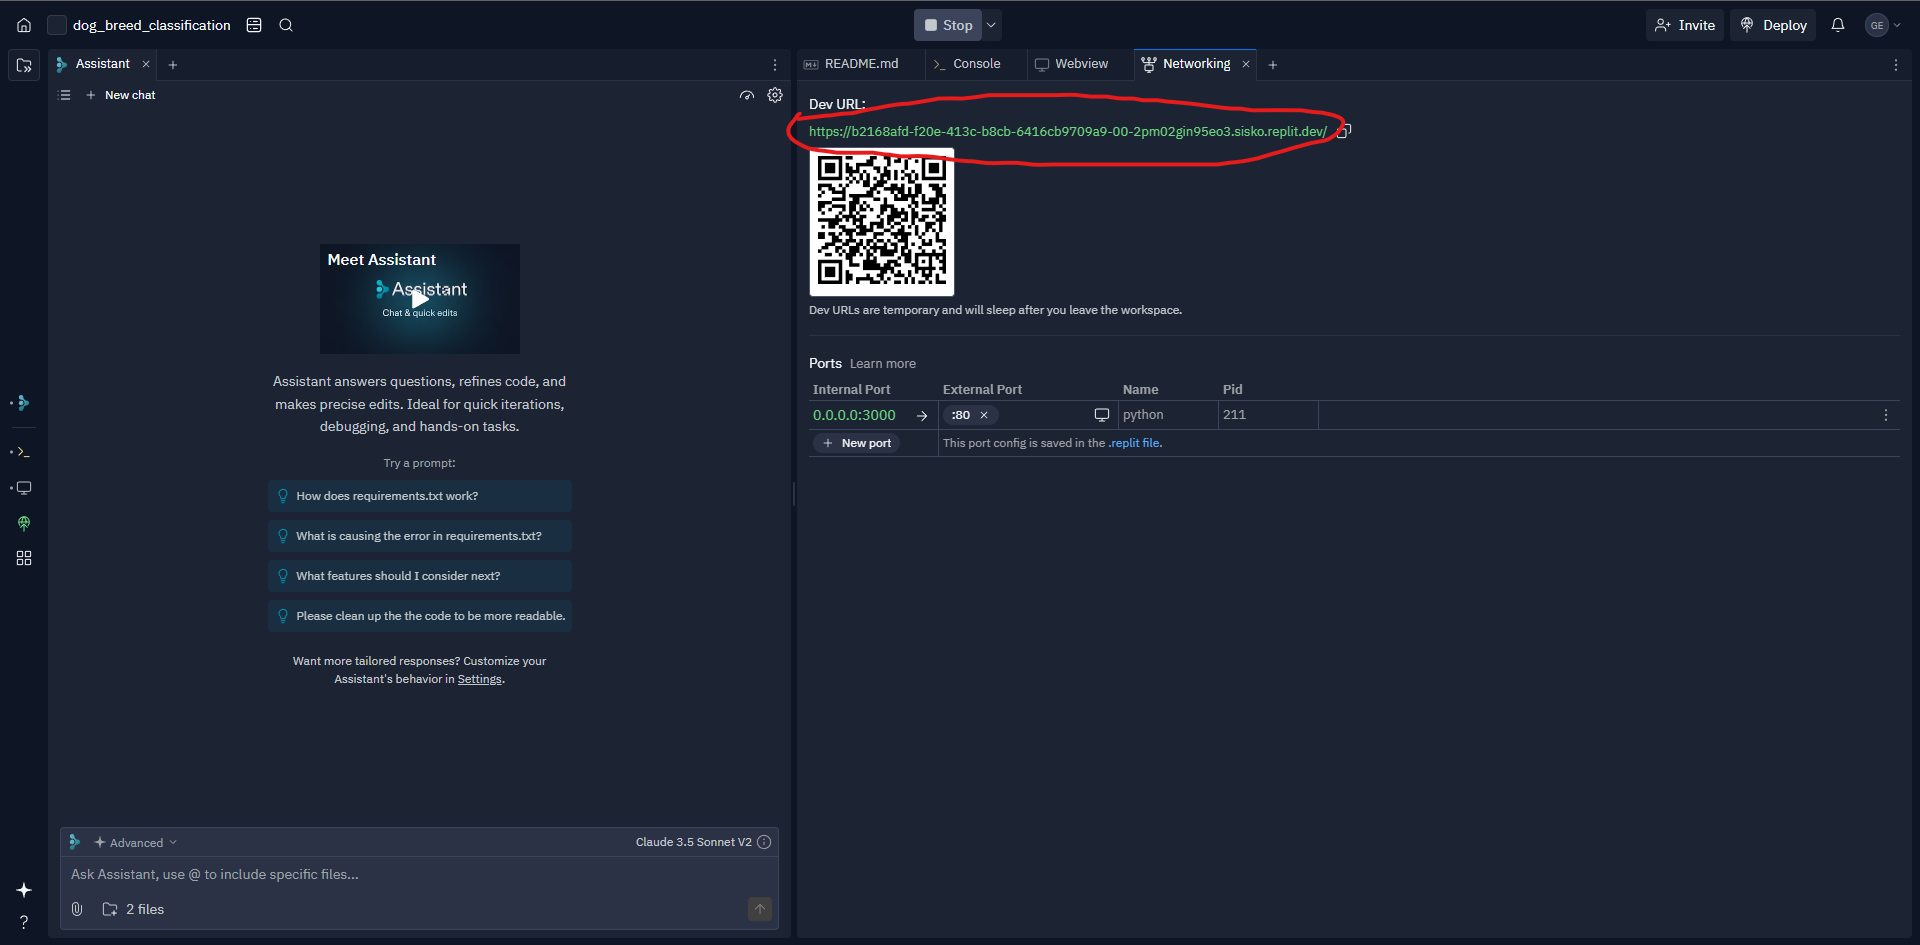 dog_breed_classification
Stop
Invite
Deploy
GE
Assistant
README.md
Console
Webview
Networking
New chat
Meet Assistant
Assistant
Chat & quick edits
Assistant answers questions, refines code, and
makes precise edits. Ideal for quick iterations,
debugging, and hands-on tasks.
Try a prompt:
How does requirements.txt work?
What is causing the error in requirements.txt?
What features should I consider next?
Please clean up the the code to be more readable.
Want more tailored responses? Customize your
Assistant's behavior in Settings.
Advanced
Claude 3.5 Sonnet V2
Ask Assistant, use @ to include specific files...
2 files
Dev URL:
https://b2168afd-f20e-413c-b8cb-6416cb9709a9-00-2pm02gin95eo3.sisko.replit.dev/
Dev URLs are temporary and will sleep after you leave the workspace.
Ports Learn more
Internal Port External Port Name Pid
0.0.0.0:3000 → :80 python 211
+ New port This port config is saved in the .replit file.